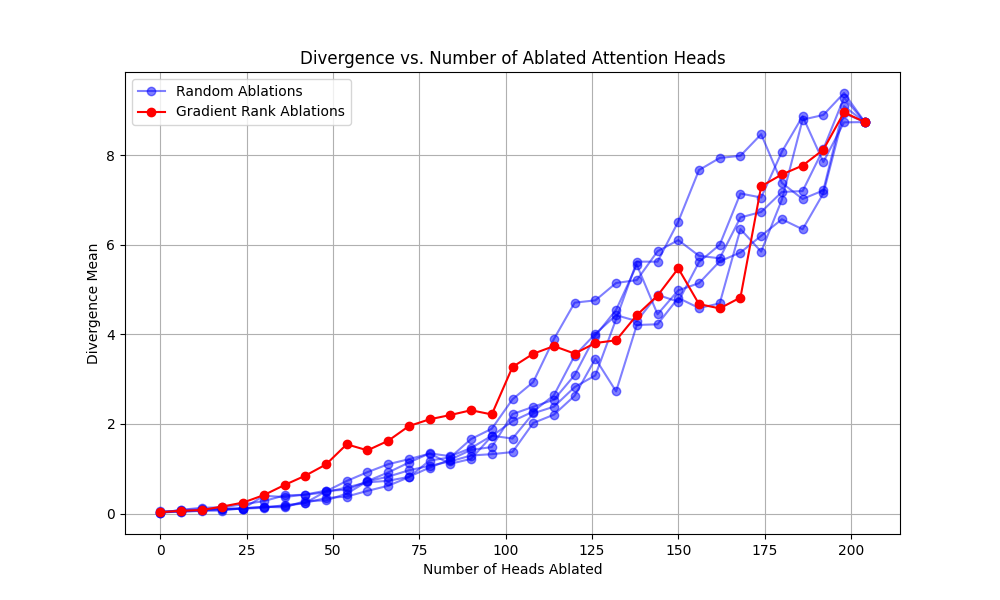 Divergence vs. Number of Ablated Attention Heads
Random Ablations
Gradient Rank Ablations
Divergence Mean
8
6
4
2
0
0 25 50 75 100 125 150 175 200
Number of Heads Ablated